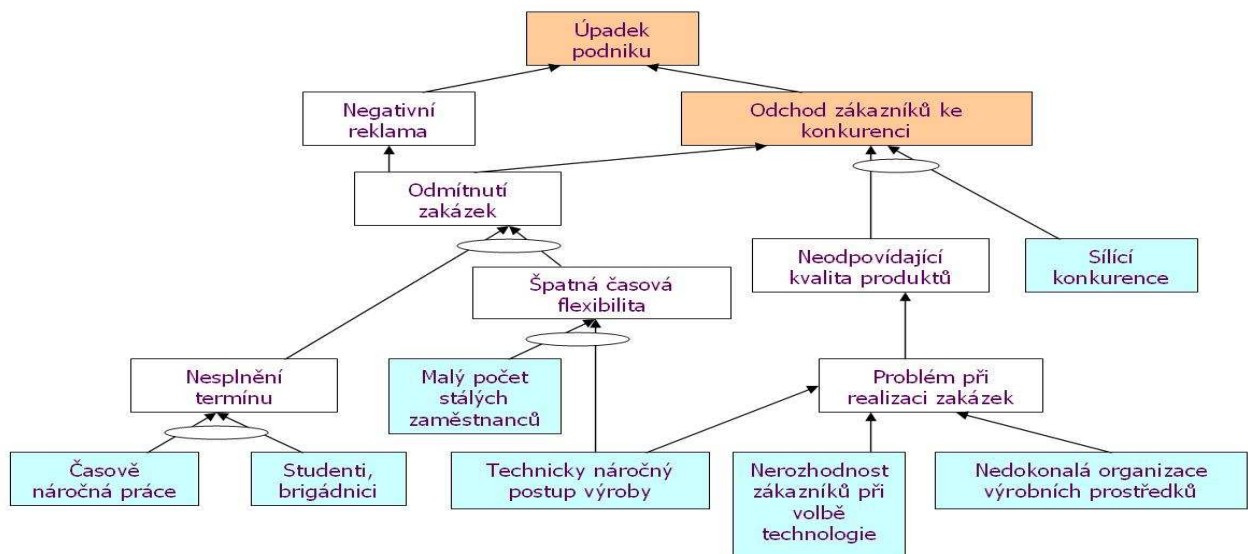 Úpadek
podniku
Negativní
reklama
Odchod zákazníků ke
konkurenci
Odmítnutí
zakázek
Neodpovídající
kvalita produktů
Sílící
konkurence
Špatná časová
flexibilita
Nesplnění
termínu
Malý počet
stálých
zaměstnanců
Problém při
realizaci zakázek
Časově
náročná práce
Studenti,
brigádnici
Technicky náročný
postup výroby
Nerozhodnost
zákazníků při
volbě
technologie
Nedokonalá organizace
výrobních prostředků